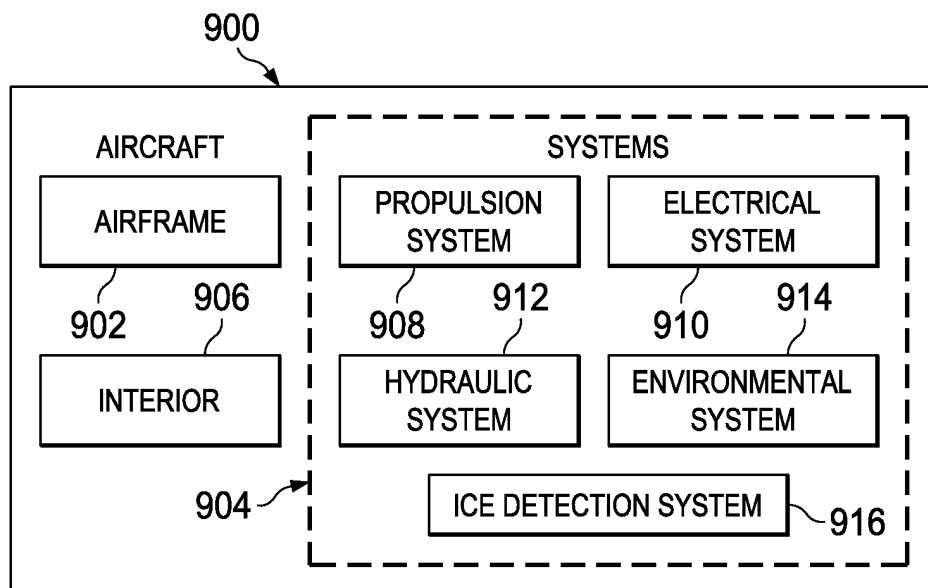 900
AIRCRAFT
SYSTEMS
AIRFRAME
PROPULSION
SYSTEM
ELECTRICAL
SYSTEM
902
906
908
912
910
914
INTERIOR
HYDRAULIC
SYSTEM
ENVIRONMENTAL
SYSTEM
904
ICE DETECTION SYSTEM
916